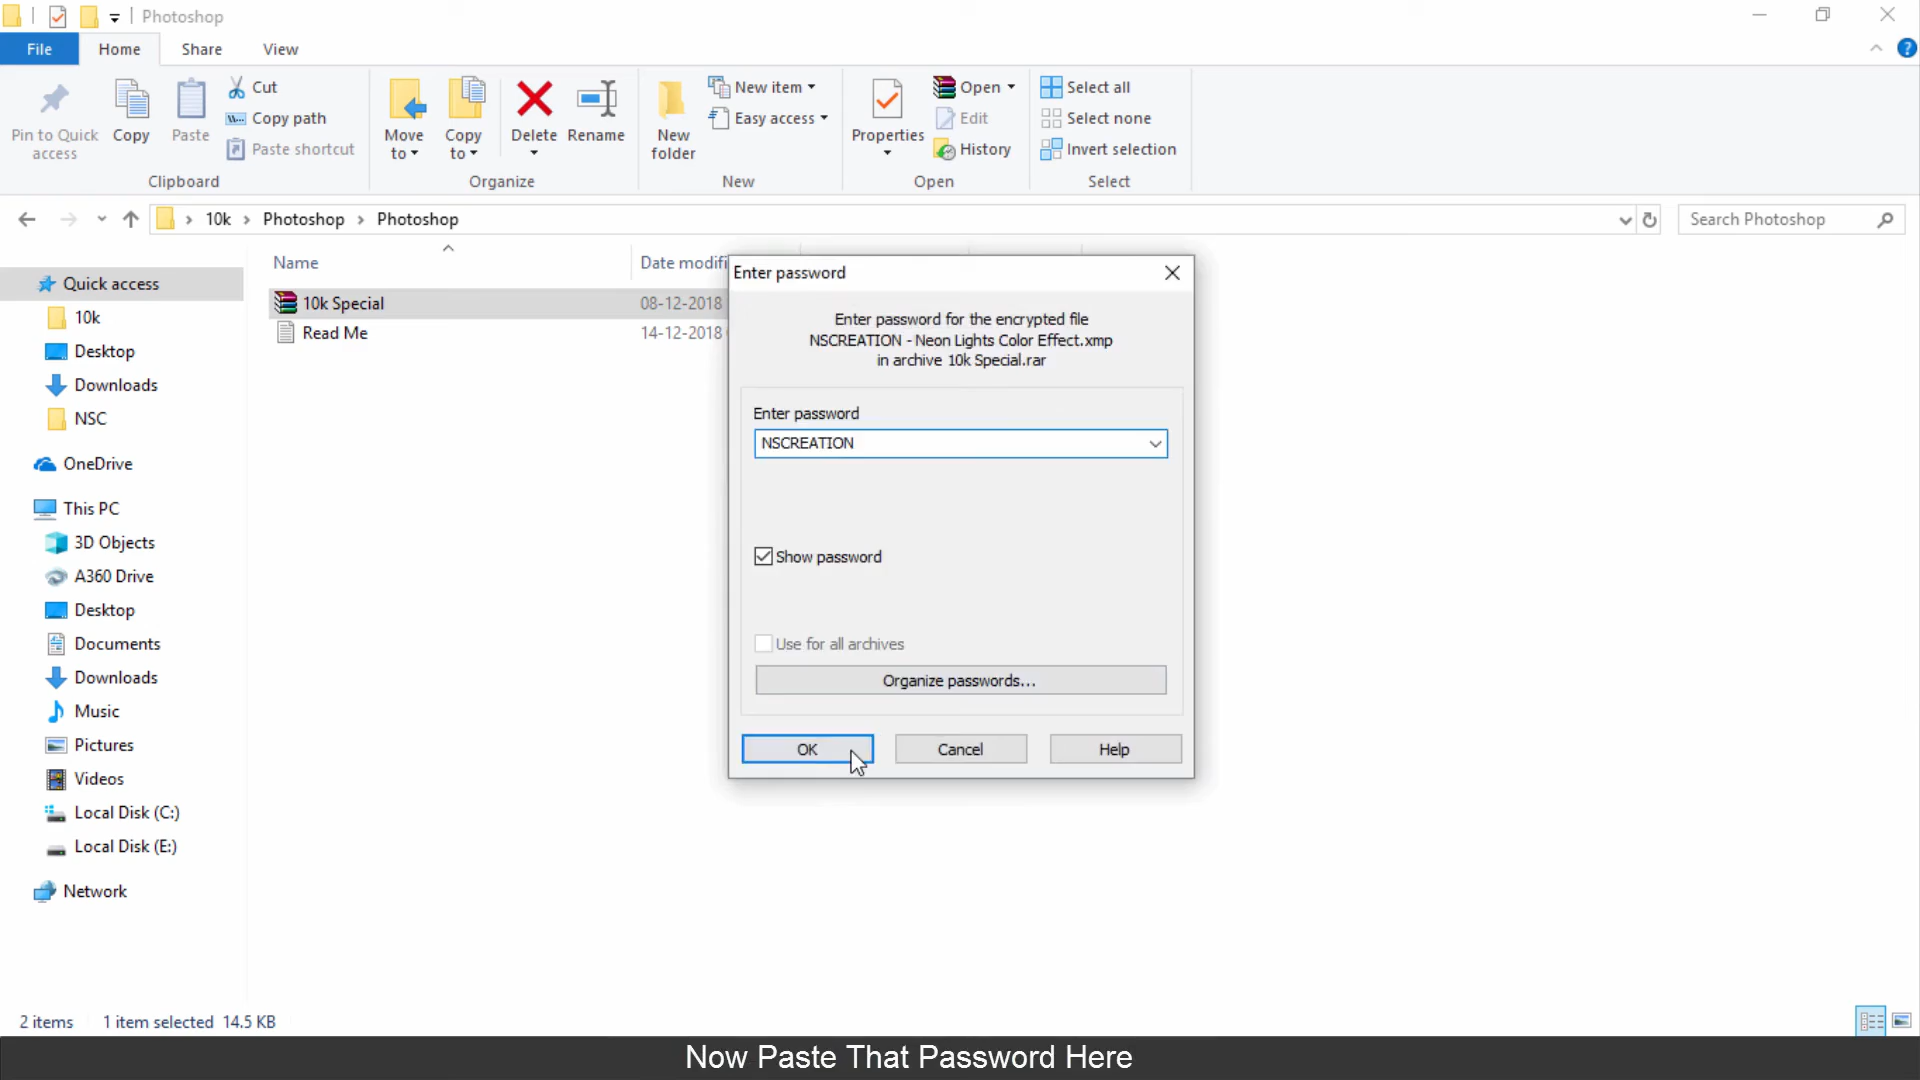 Photoshop
File
Home
Share
View
Pin to Quick access
Copy
Paste
Cut
Copy path
Paste shortcut
Clipboard
Move to
Copy to
Delete
Rename
Organize
New folder
New item
Easy access
New
Properties
Open
Edit
History
Open
Select all
Select none
Invert selection
Select
10k
Photoshop
Photoshop
Search Photoshop
Name
Date modifi
10k Special
08-12-2018
Read Me
14-12-2018
Quick access
10k
Desktop
Downloads
NSC
OneDrive
This PC
3D Objects
A360 Drive
Desktop
Documents
Downloads
Music
Pictures
Videos
Local Disk (C:)
Local Disk (E:)
Network
Enter password
Enter password for the encrypted file
NSCREATION - Neon Lights Color Effect.xmp
in archive 10k Special.rar
Enter password
NSCREATION
Show password
Use for all archives
Organize passwords...
OK
Cancel
Help
2 items
1 item selected 14.5 KB
Now Paste That Password Here